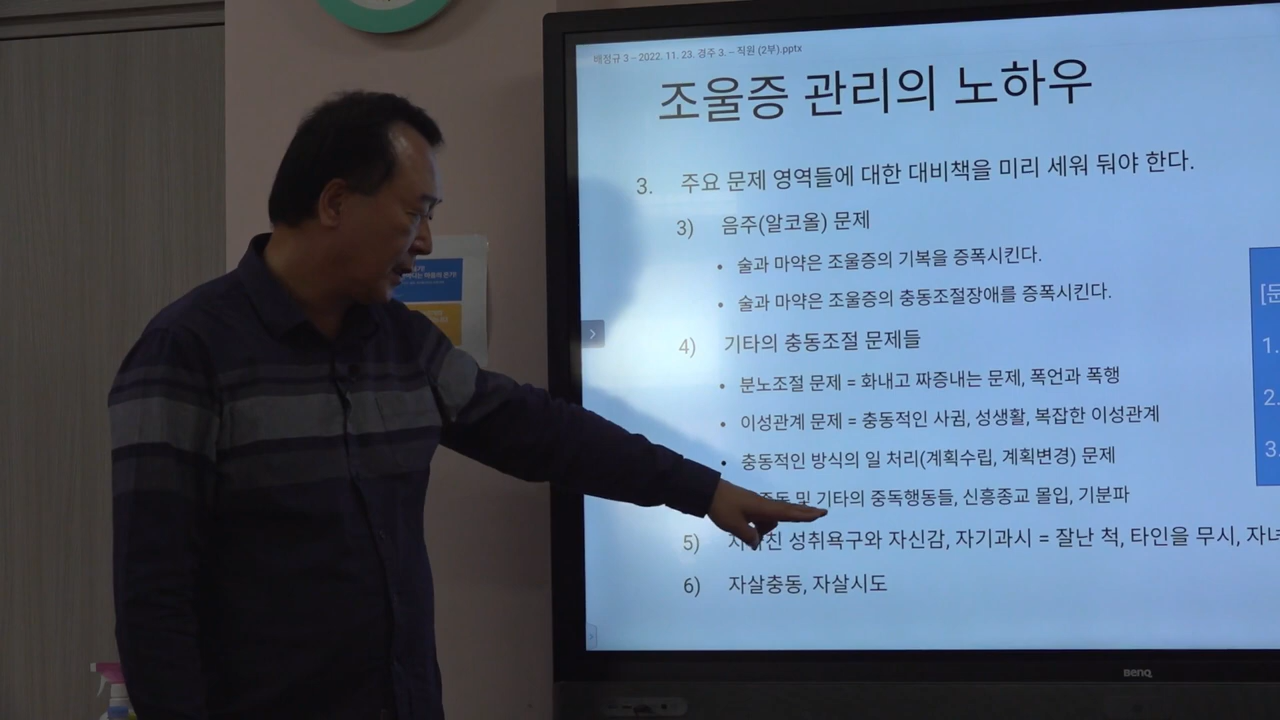 배정규 3 – 2022. 11. 23. 경주 3. – 직원 (2부).pptx
조울증 관리의 노하우
3. 주요 문제 영역들에 대한 대비책을 미리 세워 둬야 한다.
3) 음주(알코올) 문제
• 술과 마약은 조울증의 기복을 증폭시킨다.
• 술과 마약은 조울증의 충동조절장애를 증폭시킨다.
4) 기타의 충동조절 문제들
• 분노조절 문제 = 화내고 짜증내는 문제, 폭언과 폭행
• 이성관계 문제 = 충동적인 사귐, 성생활, 복잡한 이성관계
• 충동적인 방식의 일 처리(계획수립, 계획변경) 문제
및 기타의 중독행동들, 신흥종교 몰입, 기분파
5) 성취욕구와 자신감, 자기과시 = 잘난 척, 타인을 무시, 자녀
6) 자살충동, 자살시도
1.
2.
3.
BenQ